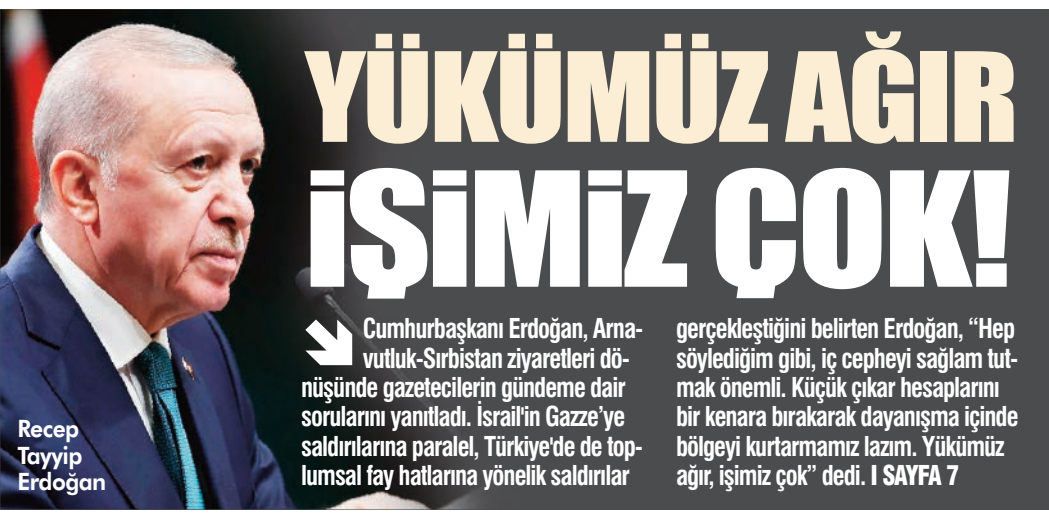 YÜKÜMÜZ AĞIR
İŞİMİZ ÇOK!
Cumhurbaşkanı Erdoğan, Arna-
vutluk-Sırbistan ziyaretleri dö-
nüşünde gazetecilerin gündeme dair
sorularını yanıtladı. İsrail'in Gazze’ye
saldırılarına paralel, Türkiye'de de top-
lumsal fay hatlarına yönelik saldırılar
gerçekleştiğini belirten Erdoğan, “Hep
söylediğim gibi, iç cepheyi sağlam tut-
mak önemli. Küçük çıkar hesaplarını
bir kenara bırakarak dayanışma içinde
bölgeyi kurtarmamız lazım. Yükümüz
ağır, işimiz çok” dedi. I SAYFA 7
Recep
Tayyip
Erdoğan